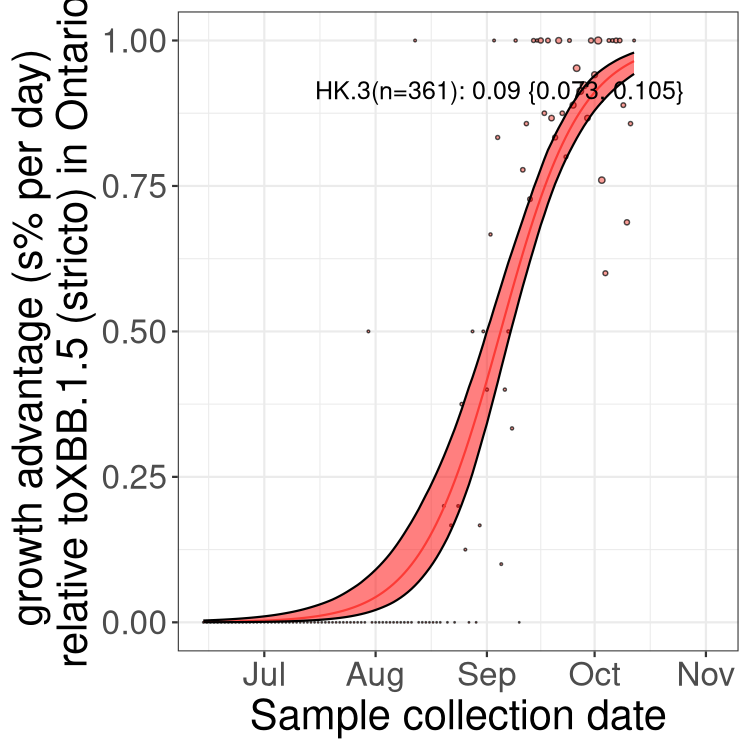 growth advantage (s% per day)
relative toXBB.1.5 (stricto) in Ontario
1.00
0.75
0.50
0.25
0.00
HK.3(n=361): 0.09 {0.073, 0.105}
Jul Aug Sep Oct Nov
Sample collection date